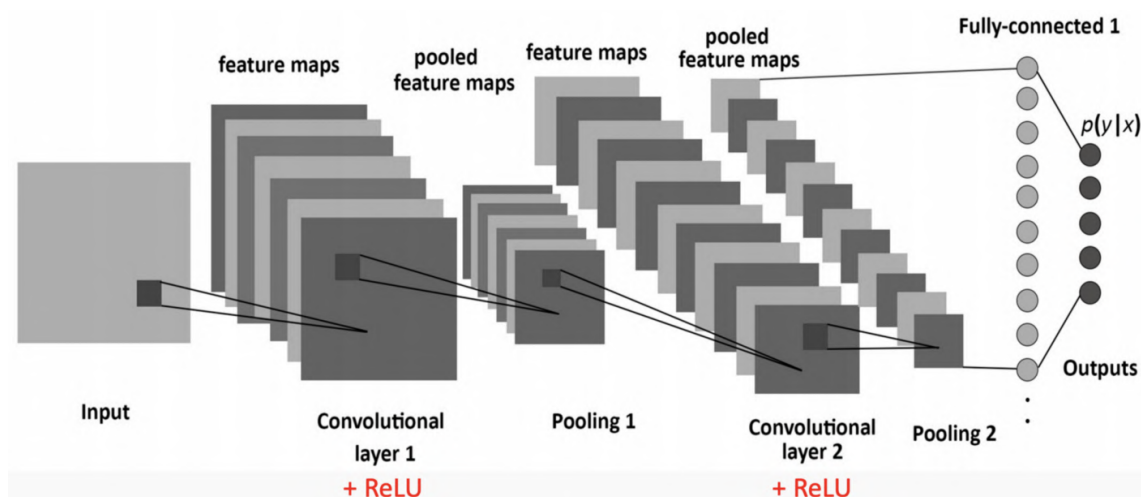 Fully-connected 1
feature maps
pooled
feature maps
feature maps
pooled
feature maps
p(y|x)
Outputs
Input
Convolutional
layer 1
+ ReLU
Pooling 1
Convolutional
layer 2
+ ReLU
Pooling 2